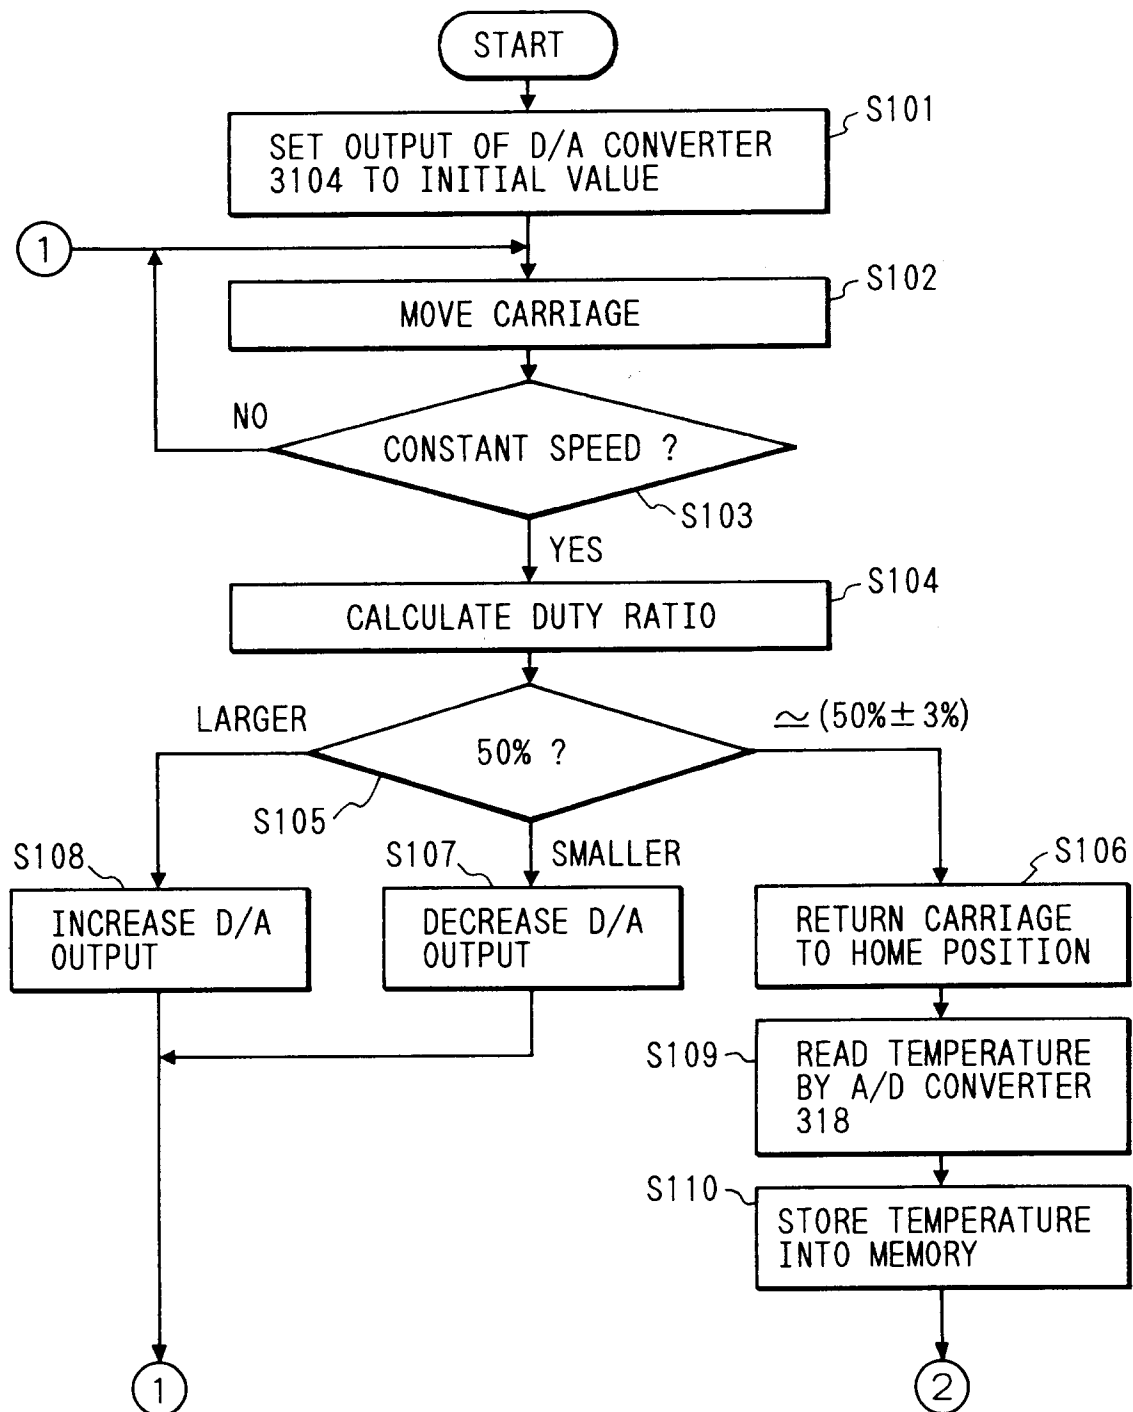 START
S101
SET OUTPUT OF D/A CONVERTER
3104 TO INITIAL VALUE
1
S102
MOVE CARRIAGE
NO
CONSTANT SPEED ?
S103
YES
S104
CALCULATE DUTY RATIO
LARGER
≃(50%±3%)
50% ?
S105
S108
S107
SMALLER
S106
INCREASE D/A
OUTPUT
DECREASE D/A
OUTPUT
RETURN CARRIAGE
TO HOME POSITION
S109
READ TEMPERATURE
BY A/D CONVERTER
318
S110
STORE TEMPERATURE
INTO MEMORY
1
2